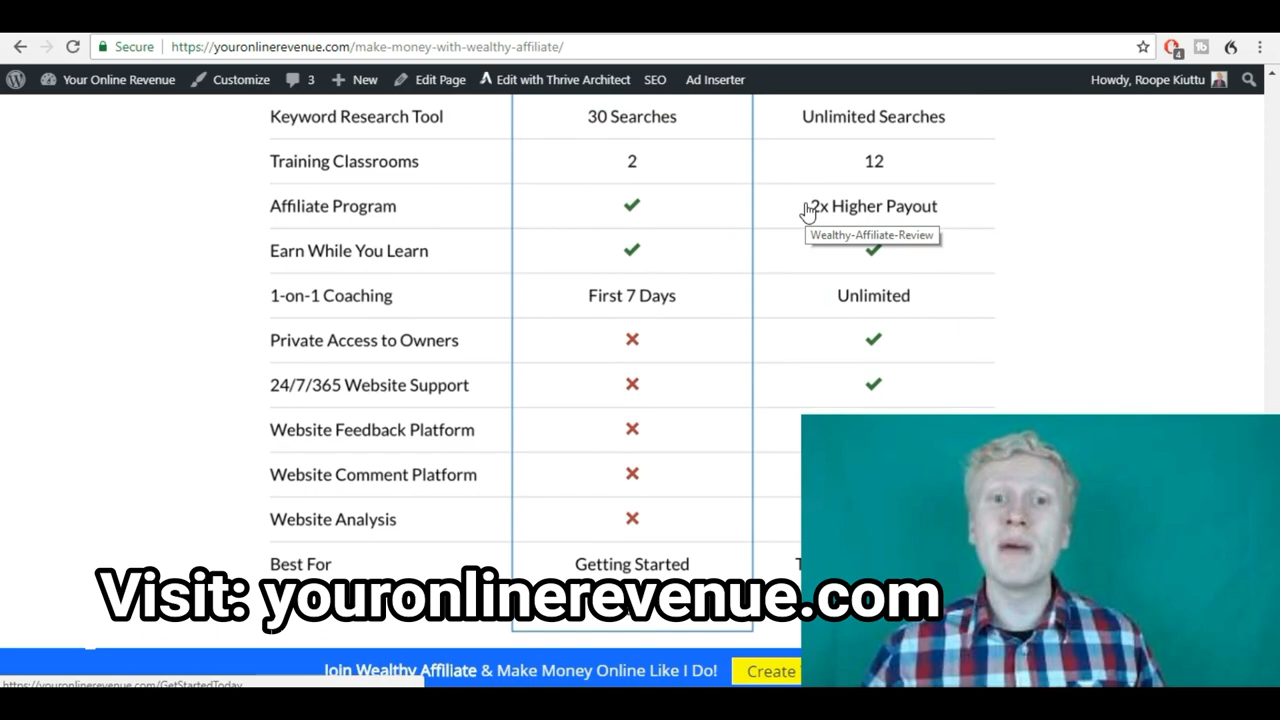 Secure https://youronlinerevenue.com/make-money-with-wealthy-affiliate/
Your Online Revenue Customize 3 New Edit Page Edit with Thrive Architect SEO Ad Inserter Howdy, Roope Kiuttu
Keyword Research Tool 30 Searches Unlimited Searches
Training Classrooms 2 12
Affiliate Program 2x Higher Payout
Wealthy-Affiliate-Review
Earn While You Learn
1-on-1 Coaching First 7 Days Unlimited
Private Access to Owners
24/7/365 Website Support
Website Feedback Platform
Website Comment Platform
Website Analysis
Best For Getting Started
Visit: youronlinerevenue.com
Join Wealthy Affiliate & Make Money Online Like I Do! Create
https://youronlinerevenue.com/GetStartedToday